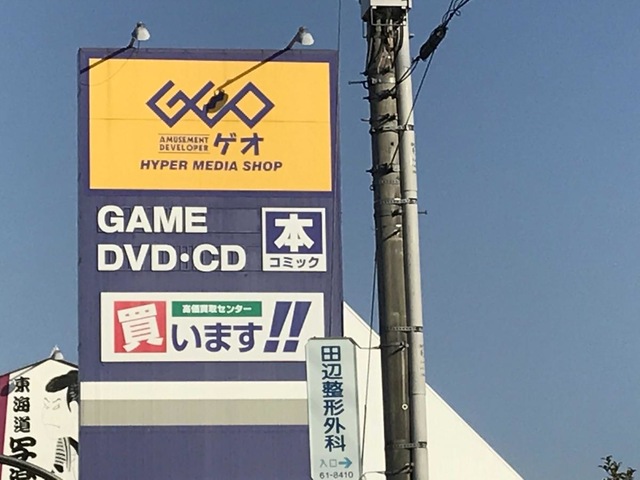 GEO
AMUSEMENT
DEVELOPER ゲオ
HYPER MEDIA SHOP
GAME
DVD・CD
本
コミック
高価買取センター
買います!!
田辺整形外科
入口→
61-8410
東海道